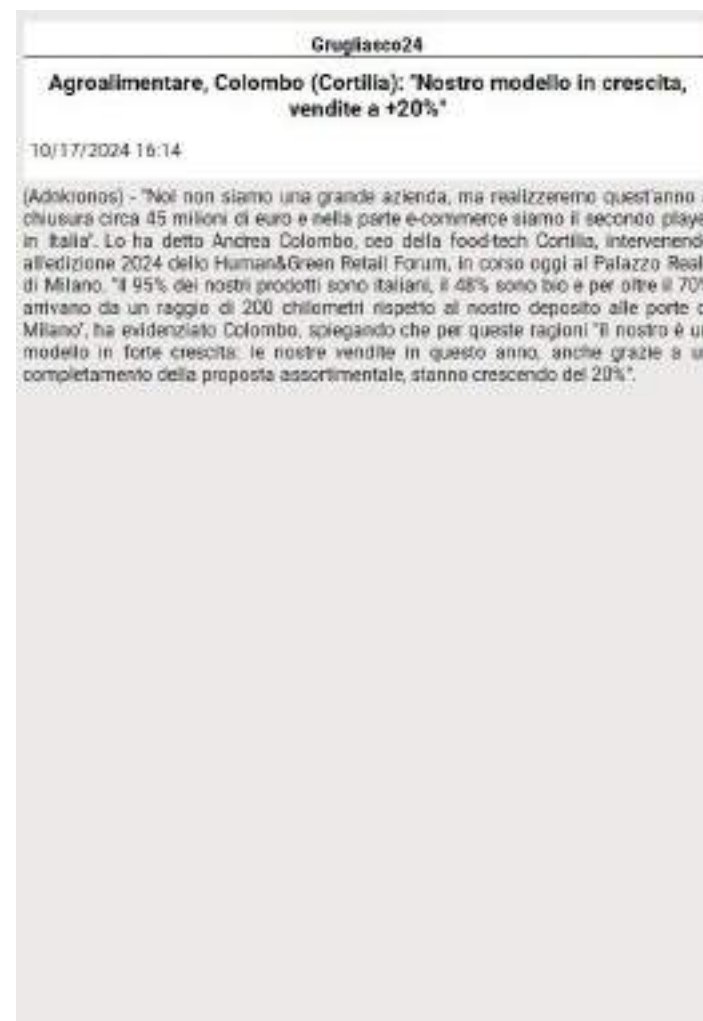 Grugliasco24
Agroalimentare, Colombo (Cortilia): "Nostro modello in crescita,
vendite a +20%"
10/17/2024 16:14
(Adnkronos) - "Noi non siamo una grande azienda, ma realizzeremo quest'anno a
chiusura circa 45 milioni di euro e nella parte e-commerce siamo il secondo playe
in Italia". Lo ha detto Andrea Colombo, ceo della food-tech Cortilia, intervenend
all'edizione 2024 dello Human&Green Retail Forum, in corso oggi al Palazzo Real
di Milano. "Il 95% dei nostri prodotti sono italiani, il 48% sono bio e per oltre il 70%
arrivano da un raggio di 200 chilometri rispetto al nostro deposito alle porte d
Milano", ha evidenziato Colombo, spiegando che per queste ragioni "il nostro è un
modello in forte crescita: le nostre vendite in questo anno, anche grazie a un
completamento della proposta assortimentale, stanno crescendo del 20%".